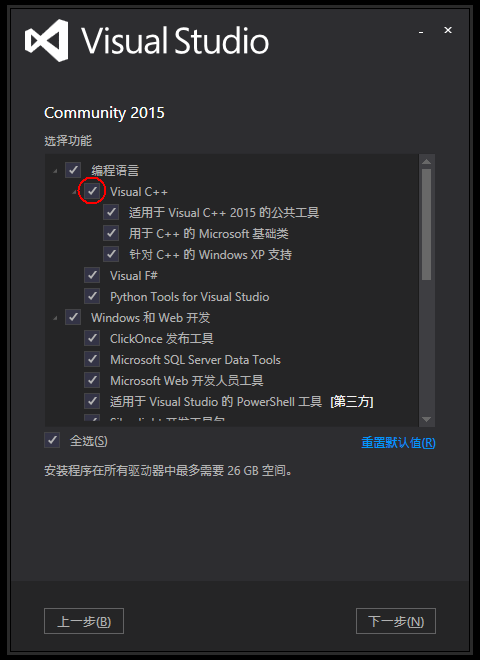 Visual Studio
Community 2015
选择功能
编程语言
Visual C++
适用于 Visual C++ 2015 的公共工具
用于 C++ 的 Microsoft 基础类
针对 C++ 的 Windows XP 支持
Visual F#
Python Tools for Visual Studio
Windows 和 Web 开发
ClickOnce 发布工具
Microsoft SQL Server Data Tools
Microsoft Web 开发人员工具
适用于 Visual Studio 的 PowerShell 工具 [第三方]
全选(S) 重置默认值(R)
安装程序在所有驱动器中最多需要 26 GB 空间。
上一步(B) 下一步(N)